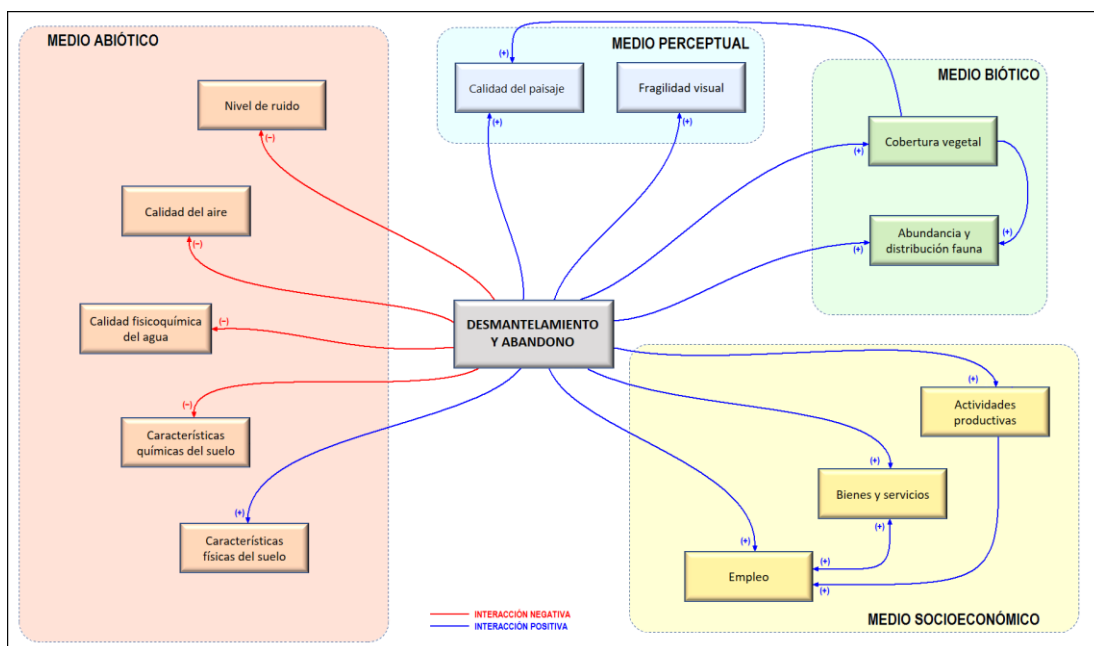 MEDIO ABIÓTICO
Nivel de ruido
(−)
Calidad del aire
(−)
Calidad fisicoquímica
del agua
(−)
(−)
Características
químicas del suelo
(+)
Características
físicas del suelo
MEDIO PERCEPTUAL
(+)
Calidad del paisaje
(+)
Fragilidad visual
(+)
MEDIO BIÓTICO
Cobertura vegetal
(+)
Abundancia y
distribución fauna
(+)
(+)
DESMANTELAMIENTO
Y ABANDONO
(+)
Actividades
productivas
(+)
Bienes y servicios
(+)
(+)
Empleo
(+)
(+)
MEDIO SOCIOECONÓMICO
INTERACCIÓN NEGATIVA
INTERACCIÓN POSITIVA